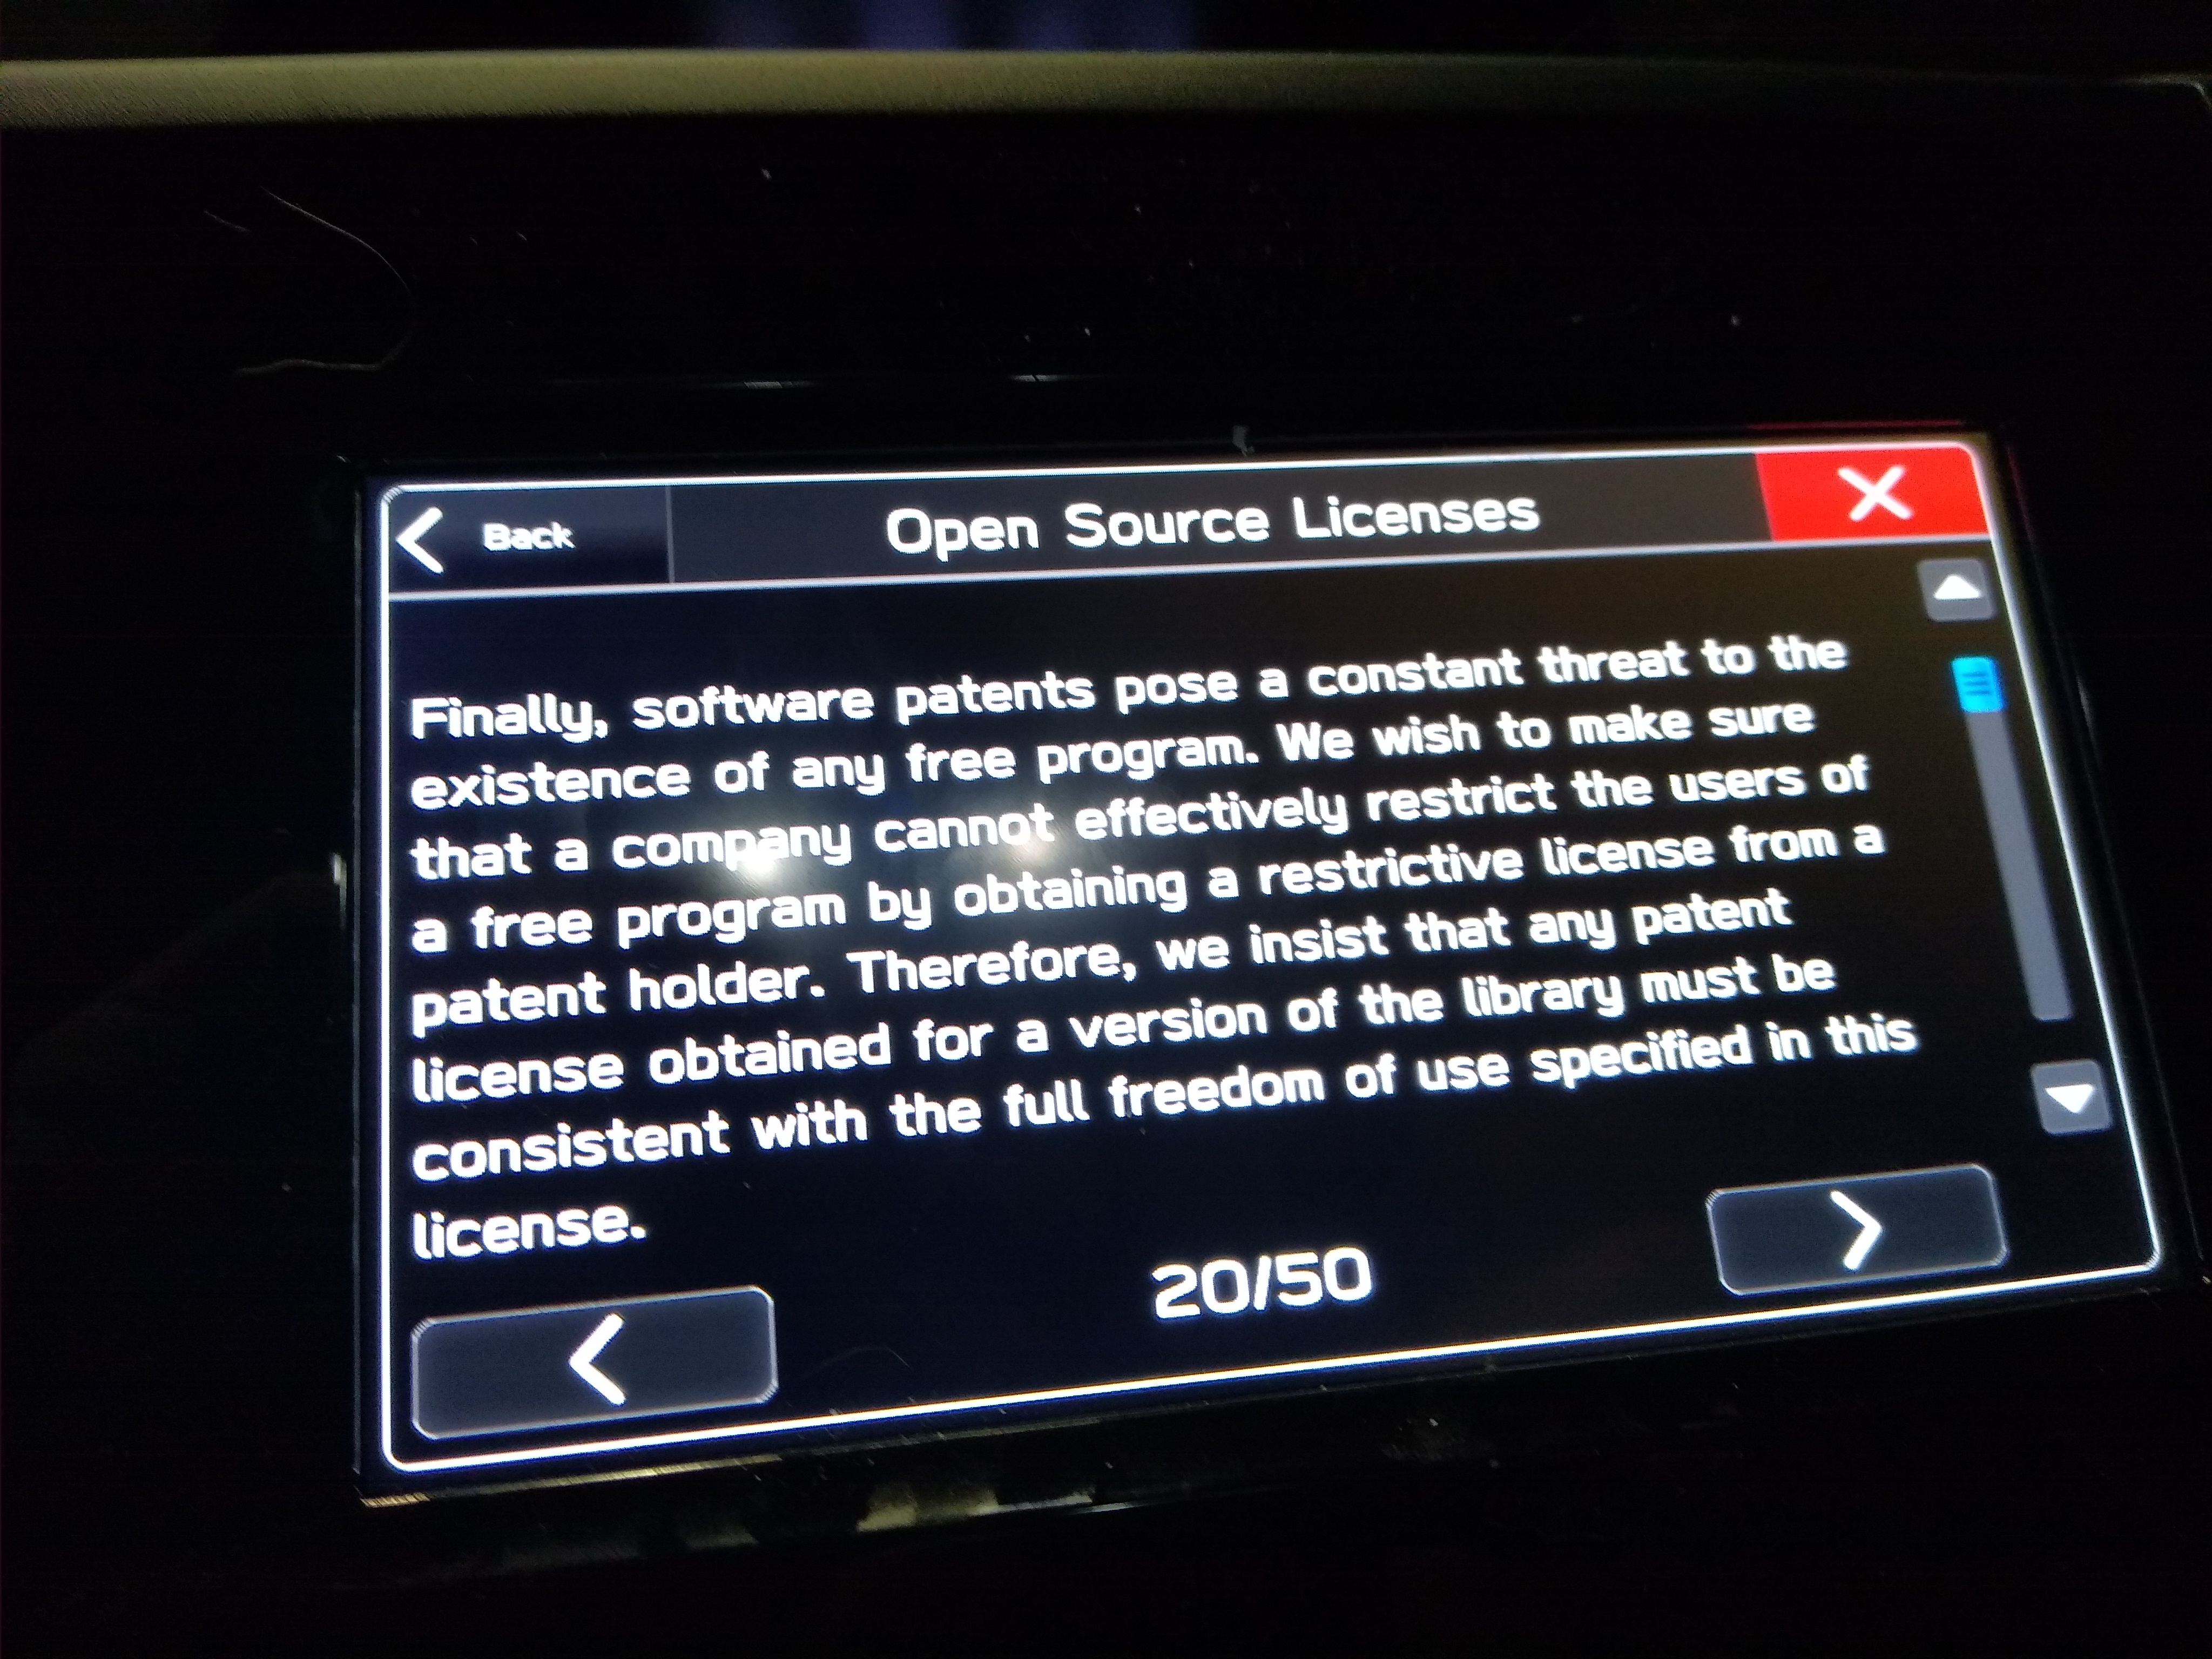 Back
Open Source Licenses
Finally, software patents pose a constant threat to the
existence of any free program. We wish to make sure
that a company cannot effectively restrict the users of
a free program by obtaining a restrictive license from a
patent holder. Therefore, we insist that any patent
license obtained for a version of the library must be
consistent with the full freedom of use specified in this
license.
20/50